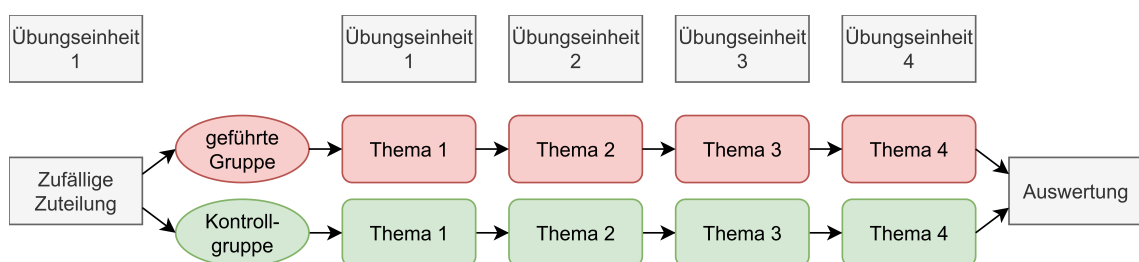 Übungseinheit
1
Übungseinheit
1
Übungseinheit
2
Übungseinheit
3
Übungseinheit
4
geführte
Gruppe
Thema 1
Thema 2
Thema 3
Thema 4
Zufällige
Zuteilung
Auswertung
Kontroll-
gruppe
Thema 1
Thema 2
Thema 3
Thema 4